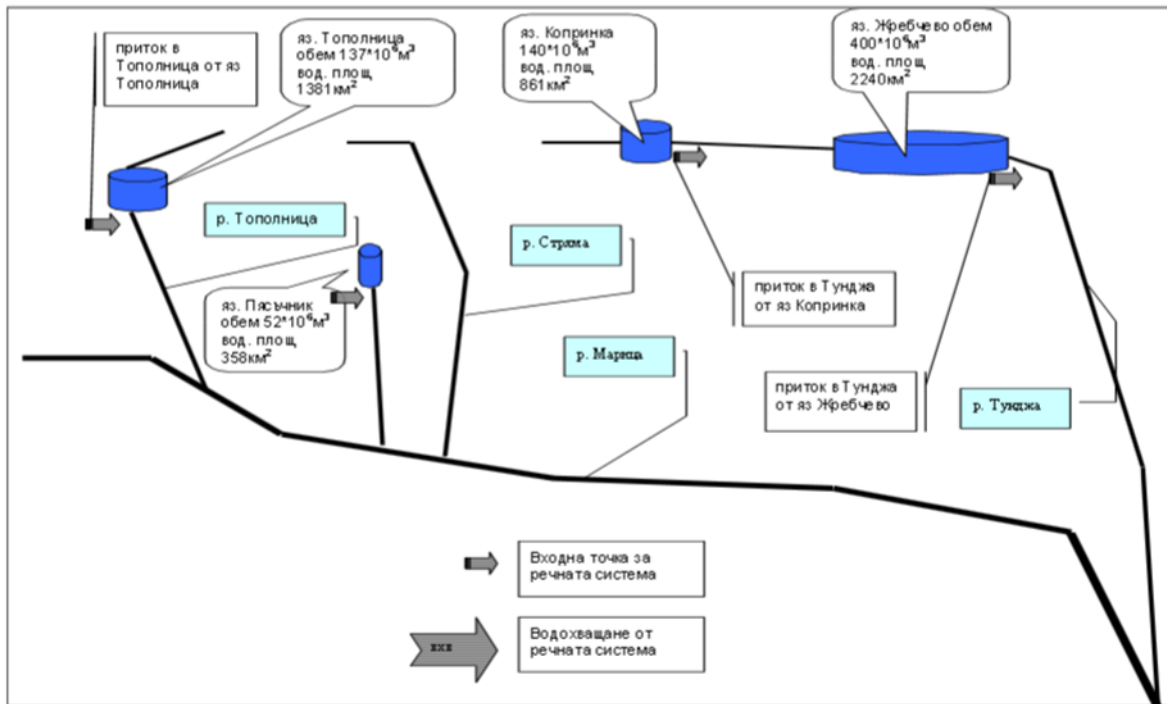 приток в
Тополница от яз
Тополница
яз. Тополница
обем 137*10⁶м³
вод. площ
1381км²
яз. Копринка
140*10⁶м³
вод. площ
861км²
яз. Жребчево обем
400*10⁶м³
вод. площ
2240км²
р. Тополница
р. Стряма
яз. Пясъчник
обем 52*10⁶м³
вод. площ
358км²
приток в Тунджа
от яз Копринка
р. Марица
приток в Тунджа
от яз Жребчево
р. Тунджа
Входна точка за
речната система
Водохващане от
речната система